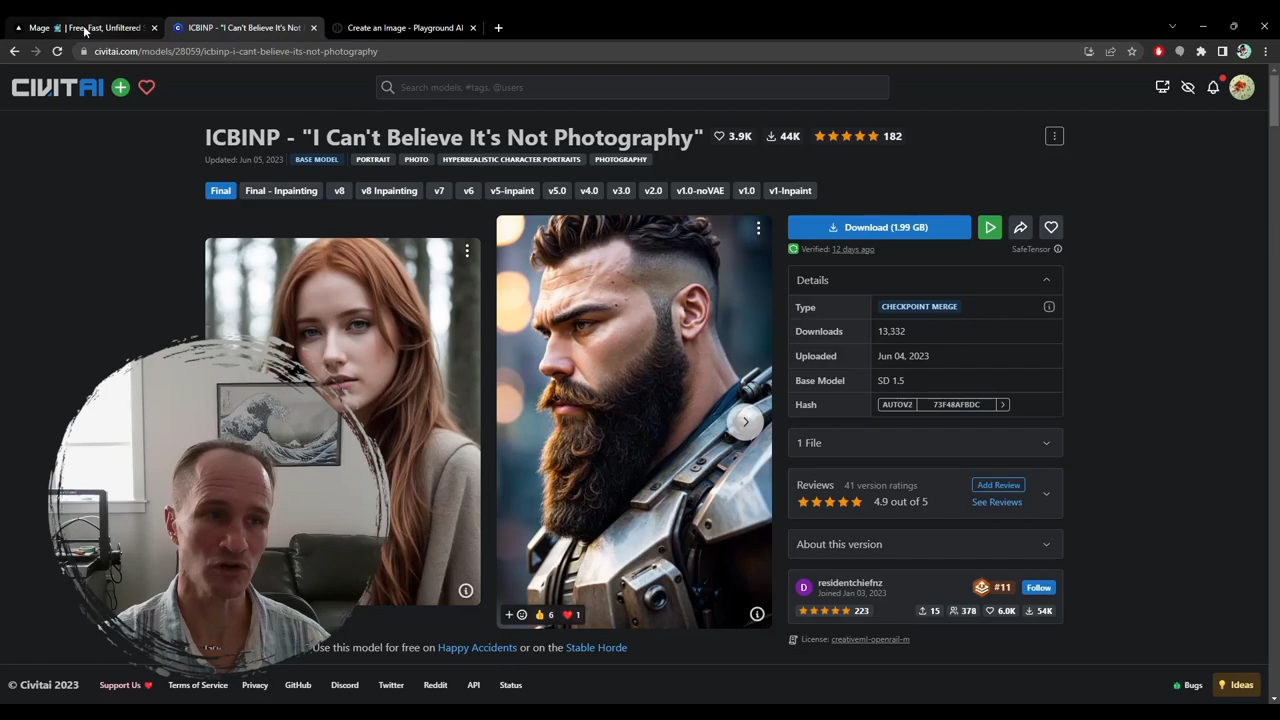 Mage | Free, Fast, Unfiltered S
ICBINP - "I Can't Believe It's Not
Create an Image - Playground AI
civitai.com/models/28059/icbinp-i-cant-believe-its-not-photography
CIVITAI
Search models, #tags, @users
ICBINP - "I Can't Believe It's Not Photography" 3.9K 44K 182
Updated: Jun 05, 2023 BASE MODEL PORTRAIT PHOTO HYPERREALISTIC CHARACTER PORTRAITS PHOTOGRAPHY
Final Final - Inpainting v8 v8 Inpainting v7 v6 v5-inpaint v5.0 v4.0 v3.0 v2.0 v1.0-noVAE v1.0 v1-Inpaint
Download (1.99 GB)
Verified: 12 days ago SafeTensor
Details
Type CHECKPOINT MERGE
Downloads 13,332
Uploaded Jun 04, 2023
Base Model SD 1.5
Hash AUTOV2 73F48AFBDC
1 File
Reviews 41 version ratings Add Review
4.9 out of 5 See Reviews
About this version
D residentchiefnz #11 Follow
Joined Jan 03, 2023
223 15 378 6.0K 54K
License: creativeml-openrail-m
6 1
Use this model for free on Happy Accidents or on the Stable Horde
© Civitai 2023 Support Us Terms of Service Privacy GitHub Discord Twitter Reddit API Status Bugs Ideas